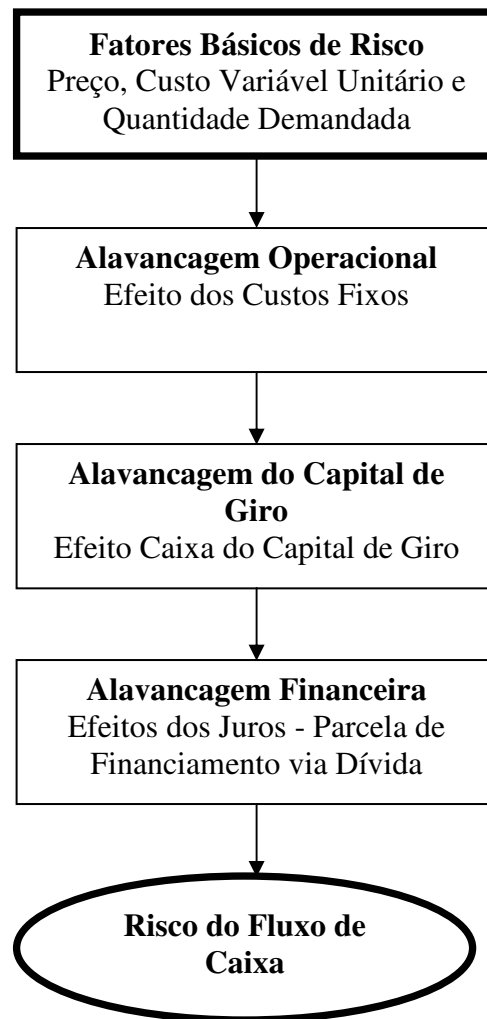 Fatores Básicos de Risco
Preço, Custo Variável Unitário e
Quantidade Demandada
Alavancagem Operacional
Efeito dos Custos Fixos
Alavancagem do Capital de
Giro
Efeito Caixa do Capital de Giro
Alavancagem Financeira
Efeitos dos Juros - Parcela de
Financiamento via Dívida
Risco do Fluxo de
Caixa